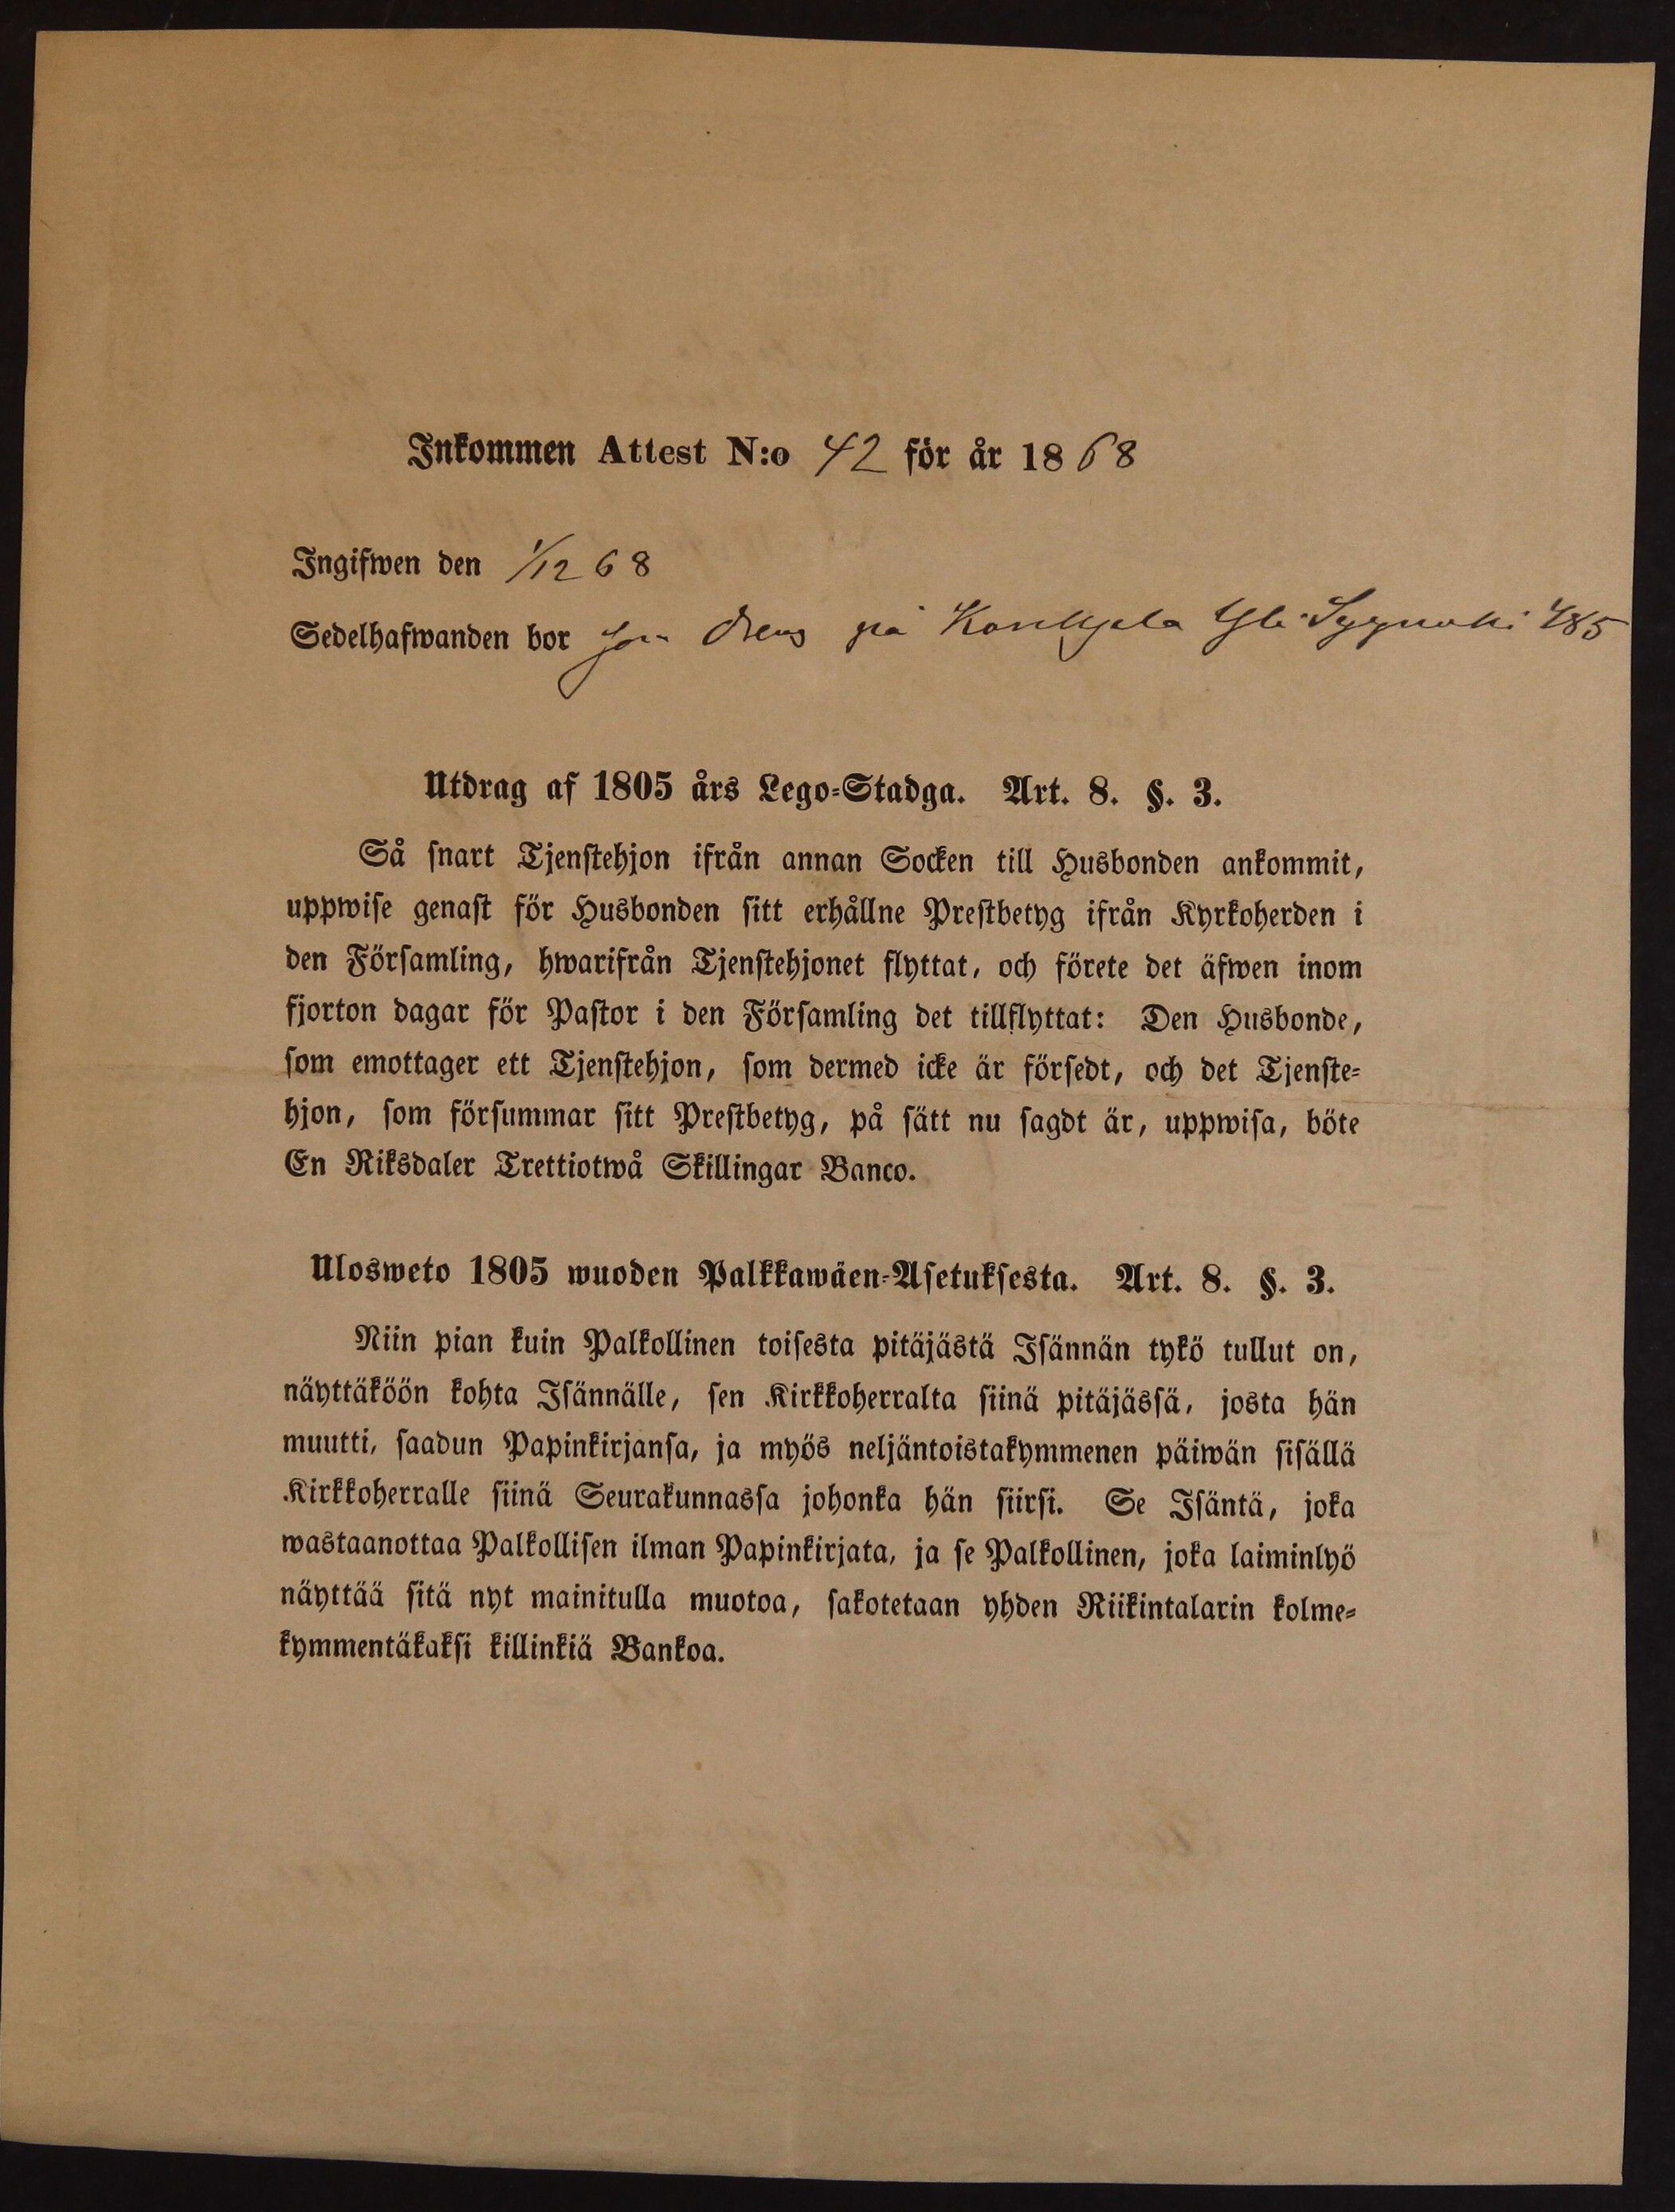 Inkommen Attest N:o 42 för år 1868
Ingifwen den 1/12 68
Sedelhafwanden bor som dreng på 485
Utdrag af 1805 års Lego-Stadga. Art. 8. §. 3.
Så snart Tjenstehjon ifrån annan Socken till Husbonden ankommit,
uppwise genast för Husbonden sitt erhållne Prestbetyg ifrån Kyrkoherden i
den Församling, hwarifrån Tjenstehjonet flyttat, och förete det äfwen inom
fjorton dagar för Pastor i den Församling det tillflyttat: Den Husbonde,
som emottager ett Tjenstehjon, som dermed icke är försedt, och det Tjenste-
hjon, som försummar sitt Prestbetyg, på sätt nu sagdt är, uppwisa, böte
En Riksdaler Trettiotwå Skillingar Banco.
Ulosweto 1805 wuoden Palkkawäen-Asetuksesta. Art. 8. §. 3.
Niin pian kuin Palkollinen toisesta pitäjästä Isännän tykö tullut on,
näyttäköön kohta Isännälle, sen Kirkkoherralta siinä pitäjässä, josta hän
muutti, saadun Papinkirjansa, ja myös neljäntoistakymmenen päiwän sisällä
Kirkkoherralle siinä Seurakunnassa johonka hän siirsi. Se Isäntä, joka
wastaanottaa Palkollisen ilman Papinkirjata, ja se Palkollinen, joka laiminlyö
näyttää sitä nyt mainitulla muotoa, sakotetaan yhden Riikintalarin kolme-
kymmentäkaksi killinkiä Bankoa.